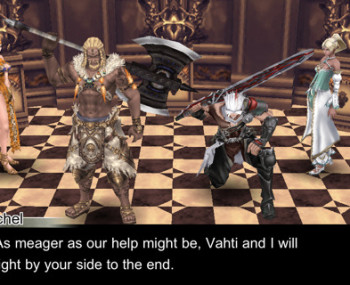 chel
As meager as our help might be, Vahti and I will
ight by your side to the end.